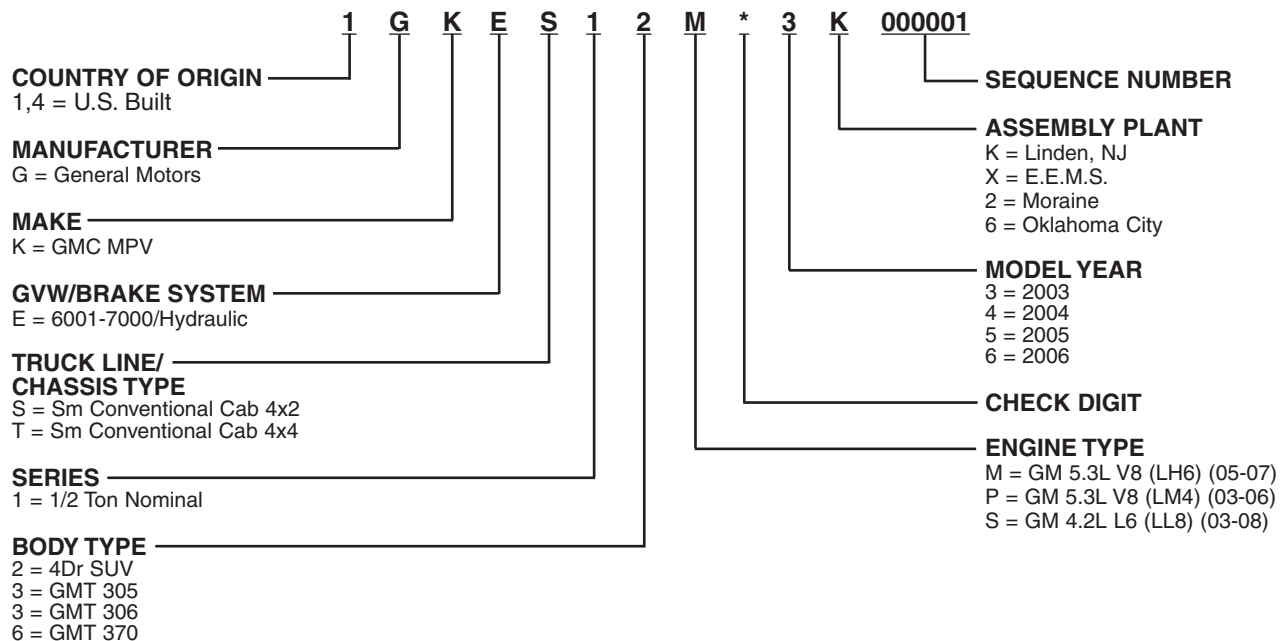 1 G K E S 1 2 M * 3 K 000001
COUNTRY OF ORIGIN
1,4 = U.S. Built
MANUFACTURER
G = General Motors
MAKE
K = GMC MPV
GVW/BRAKE SYSTEM
E = 6001-7000/Hydraulic
TRUCK LINE/
CHASSIS TYPE
S = Sm Conventional Cab 4x2
T = Sm Conventional Cab 4x4
SERIES
1 = 1/2 Ton Nominal
BODY TYPE
2 = 4Dr SUV
3 = GMT 305
3 = GMT 306
6 = GMT 370
SEQUENCE NUMBER
ASSEMBLY PLANT
K = Linden, NJ
X = E.E.M.S.
2 = Moraine
6 = Oklahoma City
MODEL YEAR
3 = 2003
4 = 2004
5 = 2005
6 = 2006
CHECK DIGIT
ENGINE TYPE
M = GM 5.3L V8 (LH6) (05-07)
P = GM 5.3L V8 (LM4) (03-06)
S = GM 4.2L L6 (LL8) (03-08)